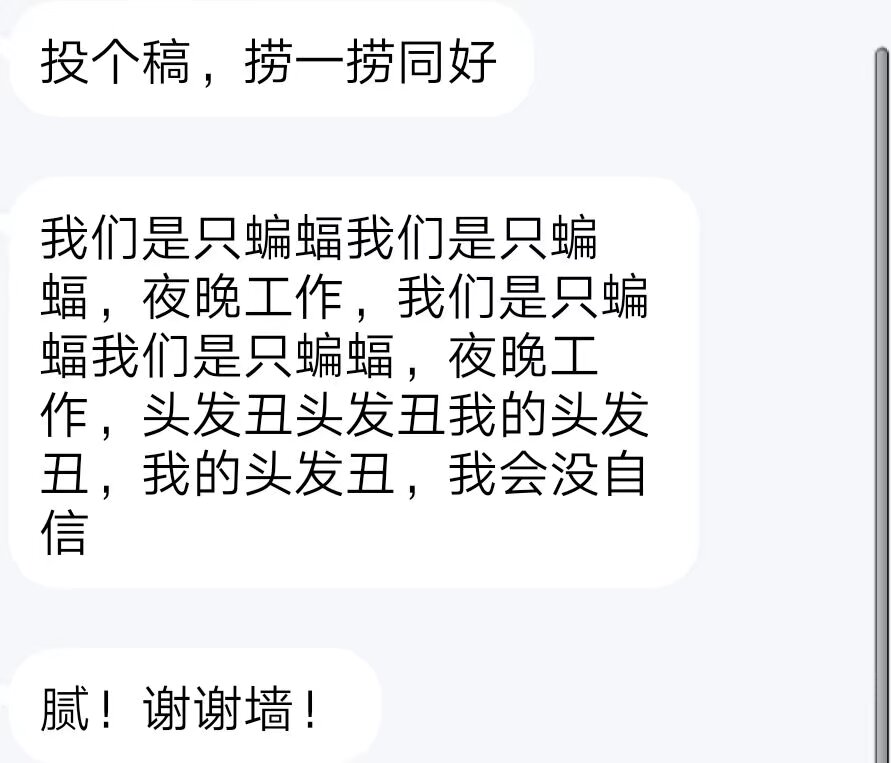 投个稿，捞一捞同好
我们是只蝙蝠我们是只蝙
蝠，夜晚工作，我们是只蝙
蝠我们是只蝙蝠，夜晚工
作，头发丑头发丑我的头发
丑，我的头发丑，我会没自
信
腻！谢谢墙！